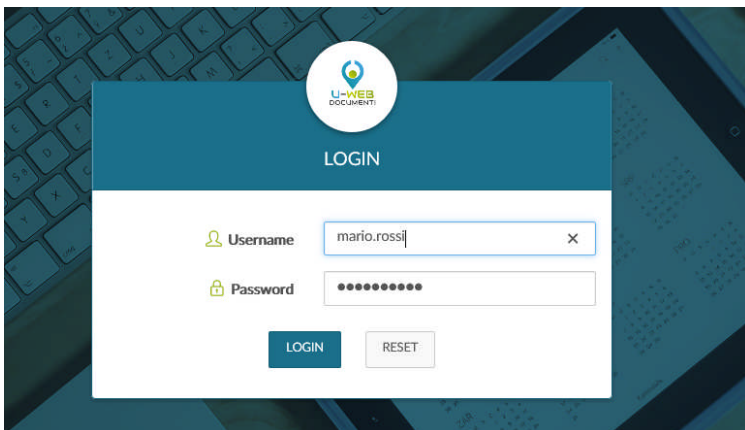 U-WEB
DOCUMENTI
LOGIN
Username
mario.rossi
Password
●●●●●●●●●●
LOGIN
RESET